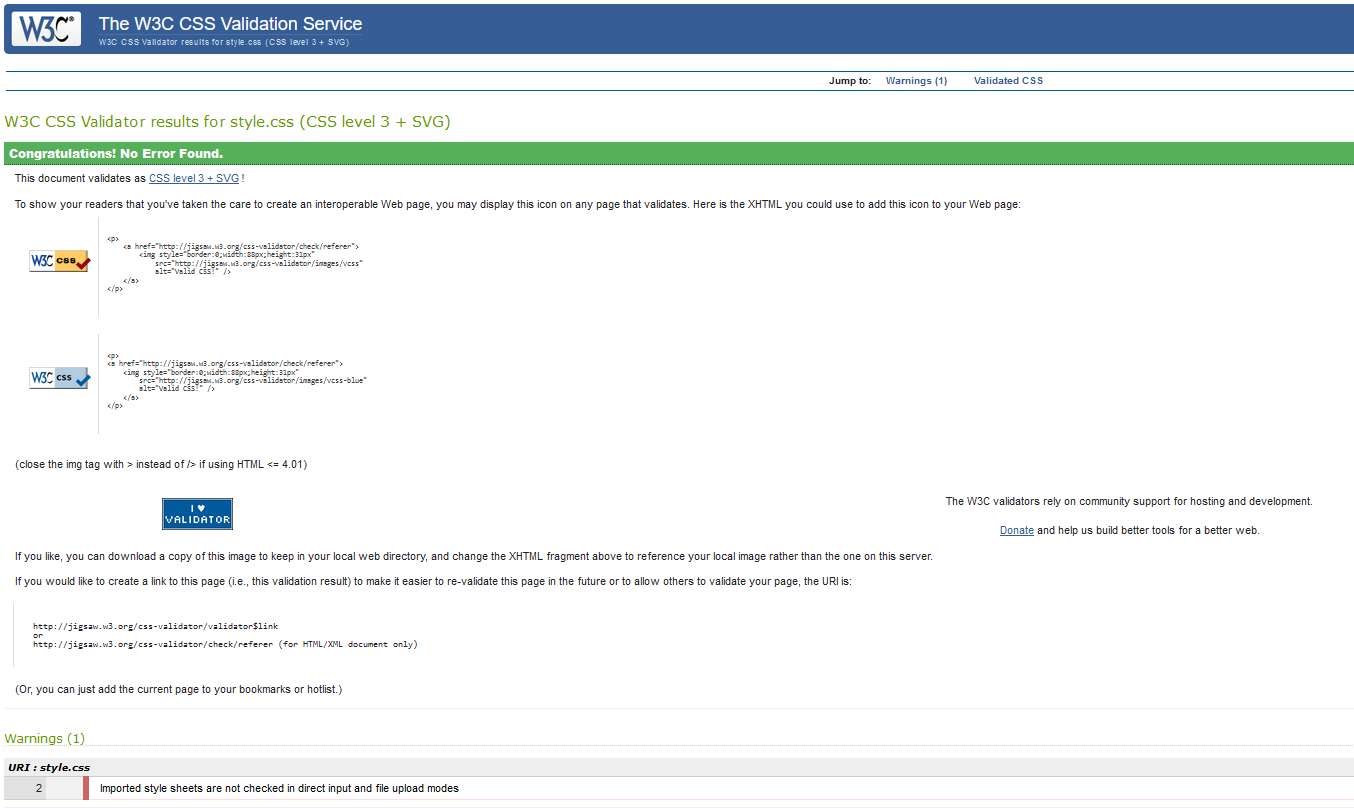 W3C®
The W3C CSS Validation Service
W3C CSS Validator results for style.css (CSS level 3 + SVG)
Jump to: Warnings (1) Validated CSS
W3C CSS Validator results for style.css (CSS level 3 + SVG)
Congratulations! No Error Found.
This document validates as CSS level 3 + SVG !
To show your readers that you've taken the care to create an interoperable Web page, you may display this icon on any page that validates. Here is the XHTML you could use to add this icon to your Web page:
W3C css
<p>
<a href="http://jigsaw.w3.org/css-validator/check/referer">
<img style="border:0;width:88px;height:31px"
src="http://jigsaw.w3.org/css-validator/images/vcss"
alt="Valid CSS!" />
</a>
</p>
W3C css
<p>
<a href="http://jigsaw.w3.org/css-validator/check/referer">
<img style="border:0;width:88px;height:31px"
src="http://jigsaw.w3.org/css-validator/images/vcss-blue"
alt="Valid CSS!" />
</a>
</p>
(close the img tag with > instead of /> if using HTML <= 4.01)
I ♥
VALIDATOR
The W3C validators rely on community support for hosting and development.
Donate and help us build better tools for a better web.
If you like, you can download a copy of this image to keep in your local web directory, and change the XHTML fragment above to reference your local image rather than the one on this server.
If you would like to create a link to this page (i.e., this validation result) to make it easier to re-validate this page in the future or to allow others to validate your page, the URI is:
http://jigsaw.w3.org/css-validator/validator$link
or
http://jigsaw.w3.org/css-validator/check/referer (for HTML/XML document only)
(Or, you can just add the current page to your bookmarks or hotlist.)
Warnings (1)
URI : style.css
2 Imported style sheets are not checked in direct input and file upload modes